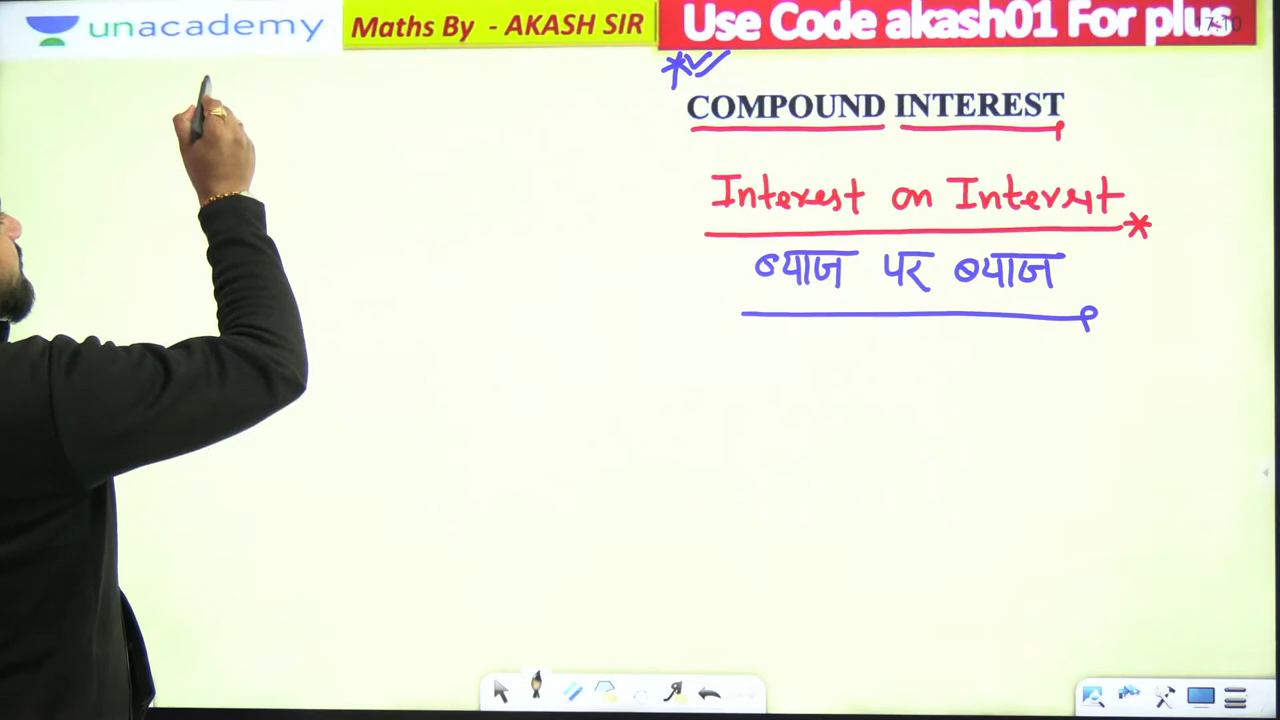 unacademy
Maths By - AKASH SIR
Use Code akash01 For plus
COMPOUND INTEREST
Interest on Interest
ब्याज पर ब्याज